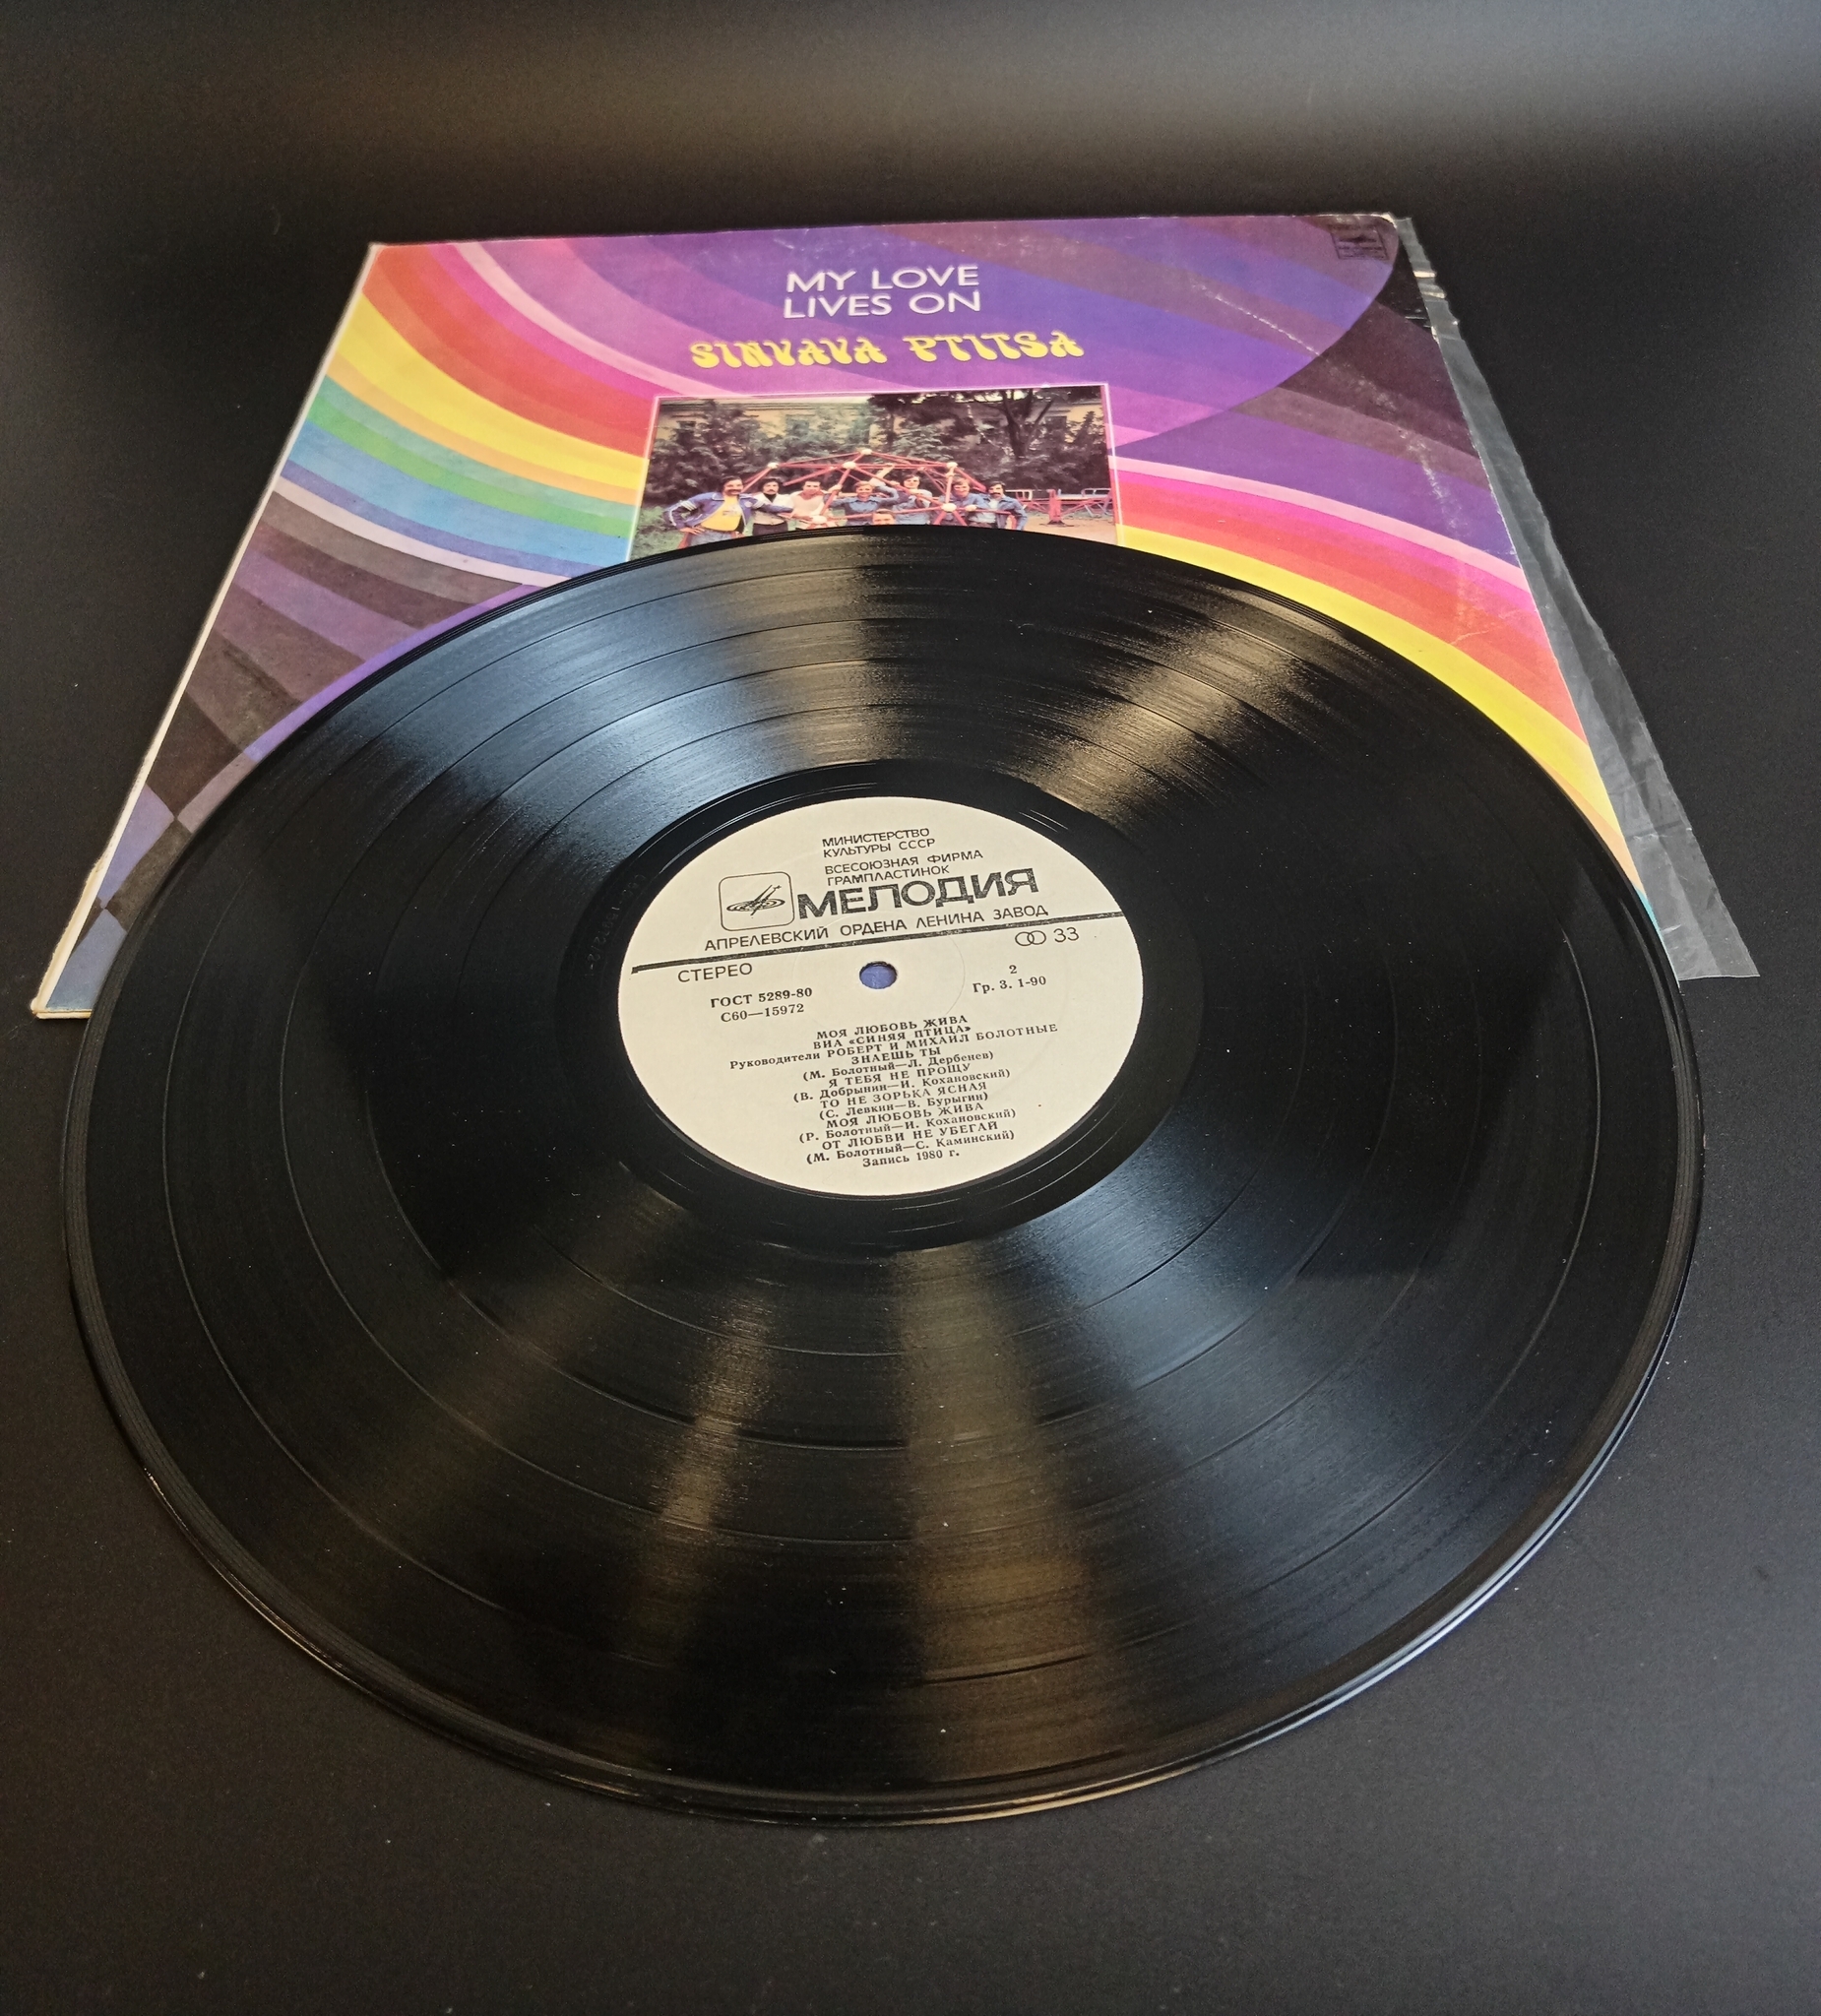 MY LOVE
LIVES ON
SINYAYA PTITSA
МИНИСТЕРСТВО
КУЛЬТУРЫ СССР
ВСЕСОЮЗНАЯ ФИРМА
ГРАМПЛАСТИНОК
МЕЛОДИЯ
АПРЕЛЕВСКИЙ ОРДЕНА ЛЕНИНА ЗАВОД
СТЕРЕО
33
ГОСТ 5289-80
С60—15972
2
Гр. 3. 1-90
МОЯ ЛЮБОВЬ ЖИВА
ВИА «СИНЯЯ ПТИЦА»
Руководители РОБЕРТ И МИХАИЛ БОЛОТНЫЕ
ЗНАЕШЬ ТЫ
(М. Болотный—Л. Дербенев)
Я ТЕБЯ НЕ ПРОЩУ
(В. Добрынин—И. Кохановский)
ТО НЕ ЗОРЬКА ЯСНАЯ
(С. Левкин—В. Бурыгин)
МОЯ ЛЮБОВЬ ЖИВА
(Р. Болотный—И. Кохановский)
ОТ ЛЮБВИ НЕ УБЕГАЙ
(М. Болотный—С. Каминский)
Запись 1980 г.